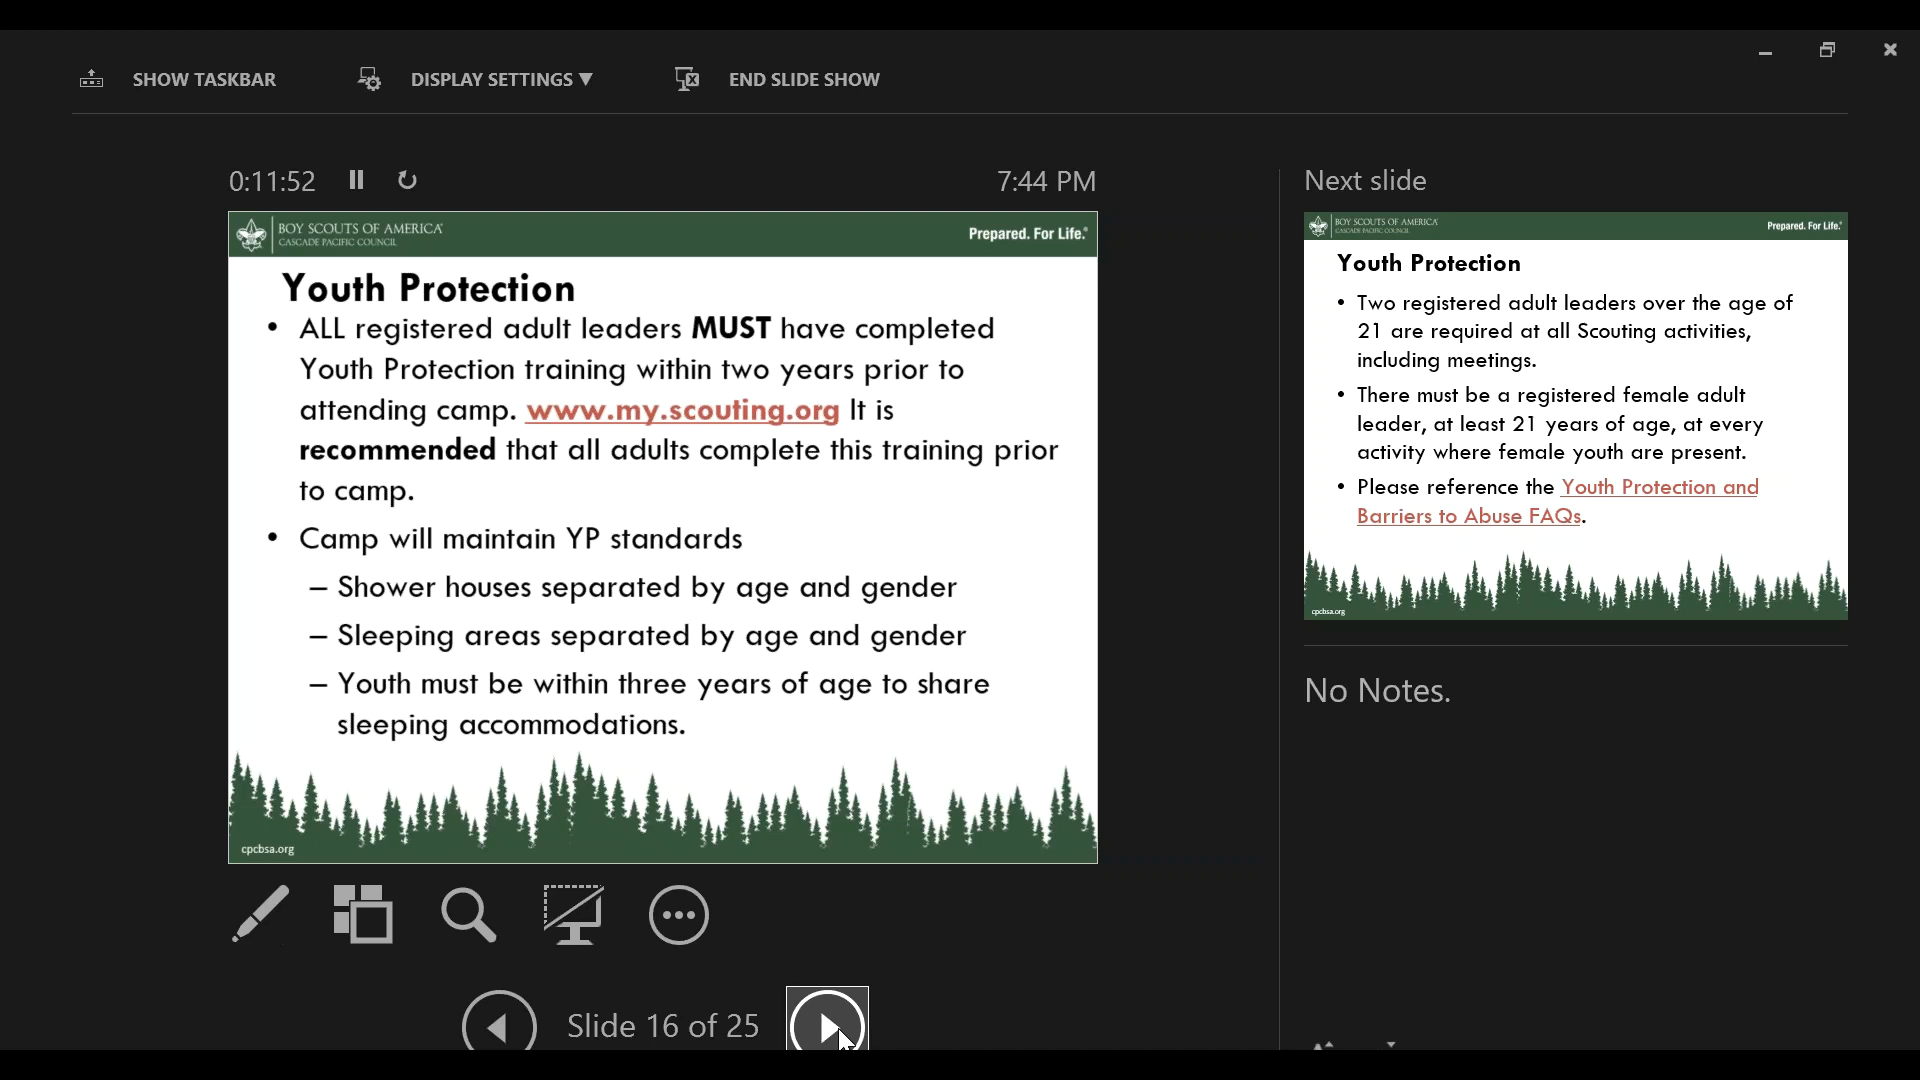 SHOW TASKBAR
DISPLAY SETTINGS ▼
END SLIDE SHOW
0:11:52
7:44 PM
BOY SCOUTS OF AMERICA®
CASCADE PACIFIC COUNCIL
Prepared. For Life.®
Youth Protection
• ALL registered adult leaders MUST have completed
Youth Protection training within two years prior to
attending camp. www.my.scouting.org It is
recommended that all adults complete this training prior
to camp.
• Camp will maintain YP standards
– Shower houses separated by age and gender
– Sleeping areas separated by age and gender
– Youth must be within three years of age to share
sleeping accommodations.
cpcbsa.org
Slide 16 of 25
Next slide
BOY SCOUTS OF AMERICA®
CASCADE PACIFIC COUNCIL
Prepared. For Life.®
Youth Protection
• Two registered adult leaders over the age of
21 are required at all Scouting activities,
including meetings.
• There must be a registered female adult
leader, at least 21 years of age, at every
activity where female youth are present.
• Please reference the Youth Protection and
Barriers to Abuse FAQs.
cpcbsa.org
No Notes.